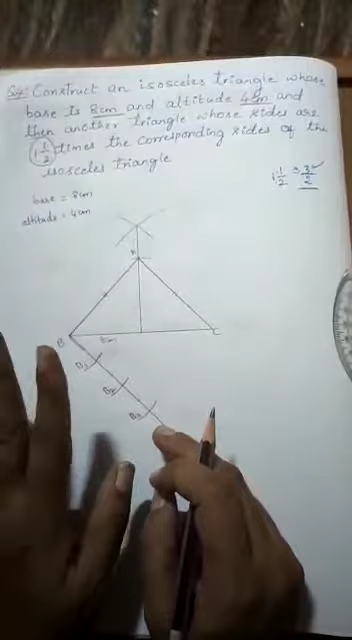 Q4: Construct an isosceles triangle whose
base is 8cm and altitude 4cm and
then another triangle whose sides are
1 1/2 times the corresponding sides of the
isosceles triangle
1 1/2 = 3/2
base = 8cm
altitude = 4cm
A
B
8cm
C
B1
B2
B3